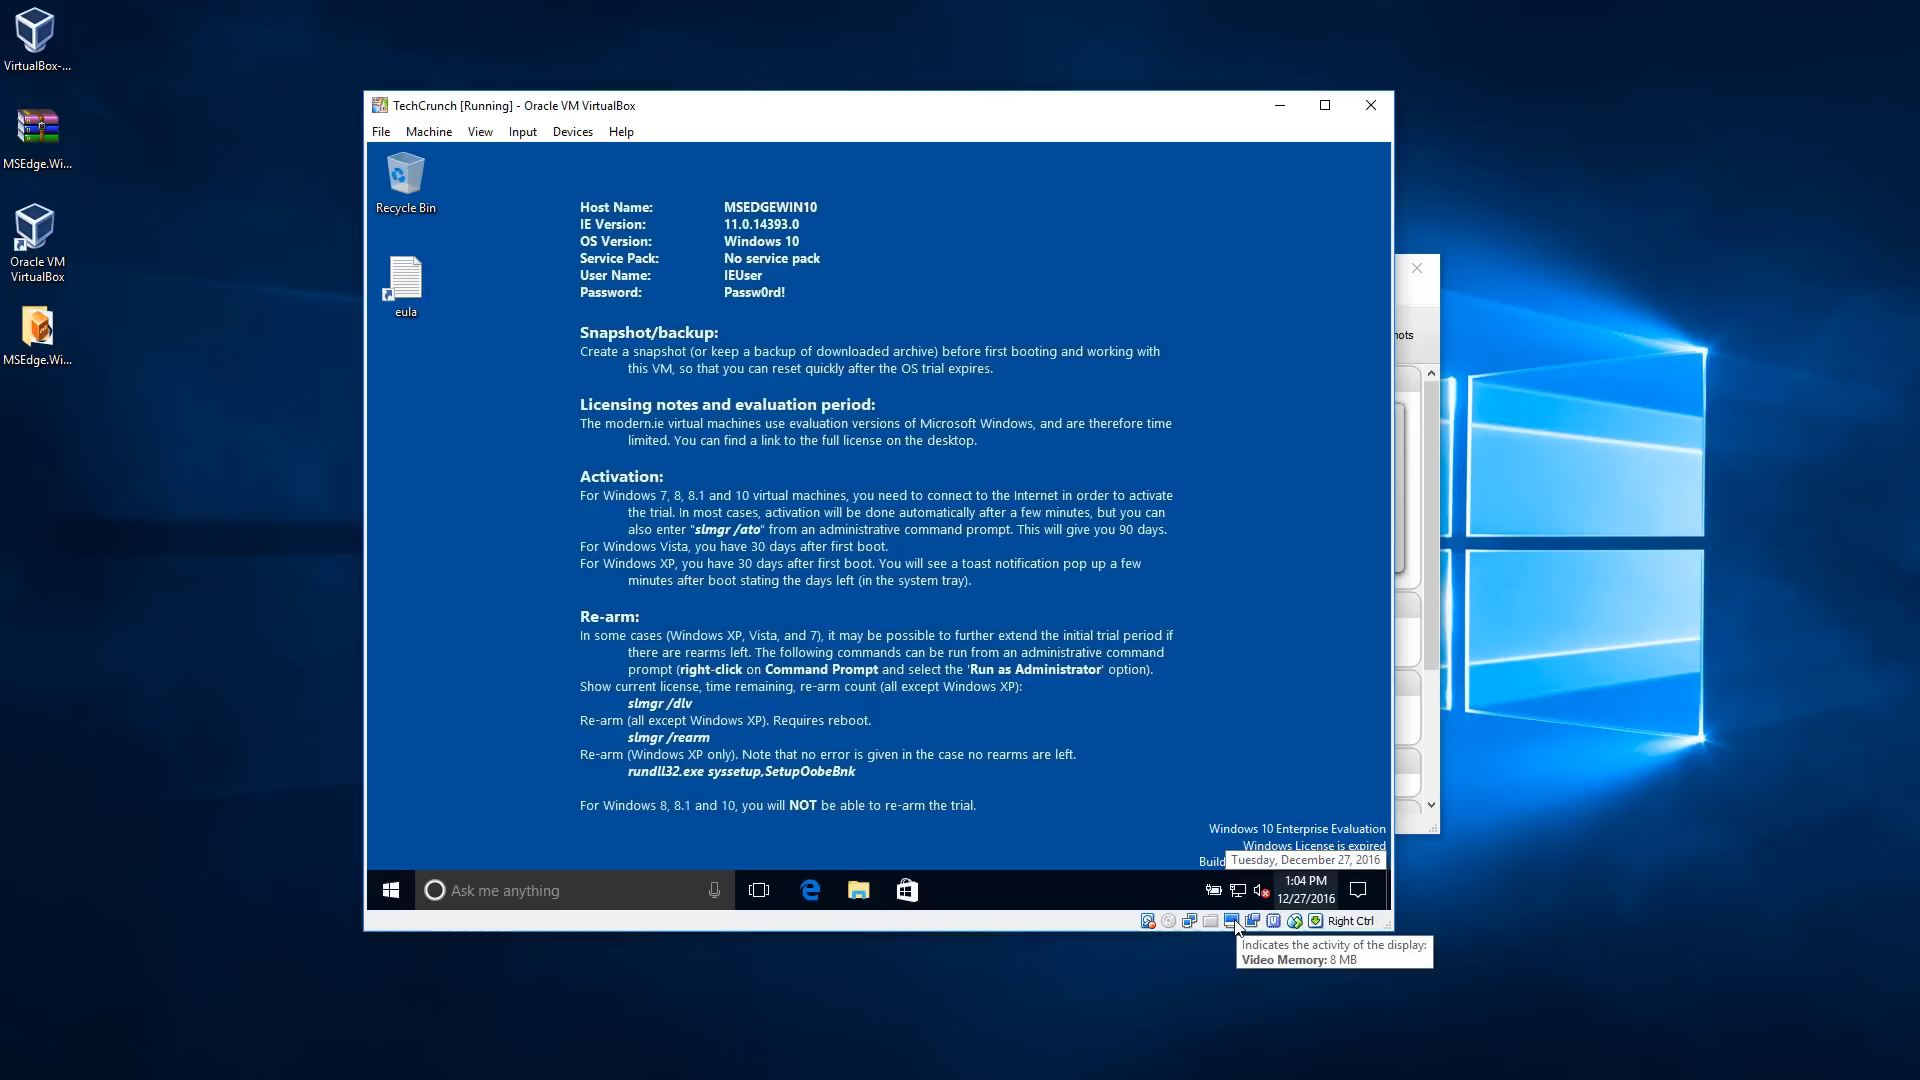 VirtualBox-...
MSEdge.Wi...
Oracle VM
VirtualBox
MSEdge.Wi...
TechCrunch [Running] - Oracle VM VirtualBox
File Machine View Input Devices Help
Recycle Bin
eula
Host Name: MSEDGEWIN10
IE Version: 11.0.14393.0
OS Version: Windows 10
Service Pack: No service pack
User Name: IEUser
Password: Passw0rd!
Snapshot/backup:
Create a snapshot (or keep a backup of downloaded archive) before first booting and working with
this VM, so that you can reset quickly after the OS trial expires.
Licensing notes and evaluation period:
The modern.ie virtual machines use evaluation versions of Microsoft Windows, and are therefore time
limited. You can find a link to the full license on the desktop.
Activation:
For Windows 7, 8, 8.1 and 10 virtual machines, you need to connect to the Internet in order to activate
the trial. In most cases, activation will be done automatically after a few minutes, but you can
also enter "slmgr /ato" from an administrative command prompt. This will give you 90 days.
For Windows Vista, you have 30 days after first boot.
For Windows XP, you have 30 days after first boot. You will see a toast notification pop up a few
minutes after boot stating the days left (in the system tray).
Re-arm:
In some cases (Windows XP, Vista, and 7), it may be possible to further extend the initial trial period if
there are rearms left. The following commands can be run from an administrative command
prompt (right-click on Command Prompt and select the 'Run as Administrator' option).
Show current license, time remaining, re-arm count (all except Windows XP):
slmgr /dlv
Re-arm (all except Windows XP). Requires reboot.
slmgr /rearm
Re-arm (Windows XP only). Note that no error is given in the case no rearms are left.
rundll32.exe syssetup,SetupOobeBnk
For Windows 8, 8.1 and 10, you will NOT be able to re-arm the trial.
Windows 10 Enterprise Evaluation
Windows License is expired
Build
Tuesday, December 27, 2016
Ask me anything
1:04 PM
12/27/2016
Right Ctrl
Indicates the activity of the display:
Video Memory: 8 MB
hots